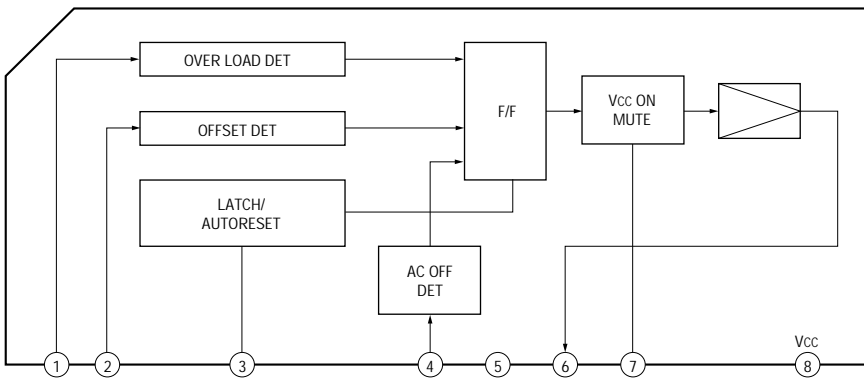 OVER LOAD DET
OFFSET DET
LATCH/
AUTORESET
AC OFF
DET
F/F
VCC ON
MUTE
VCC
1
2
3
4
5
6
7
8